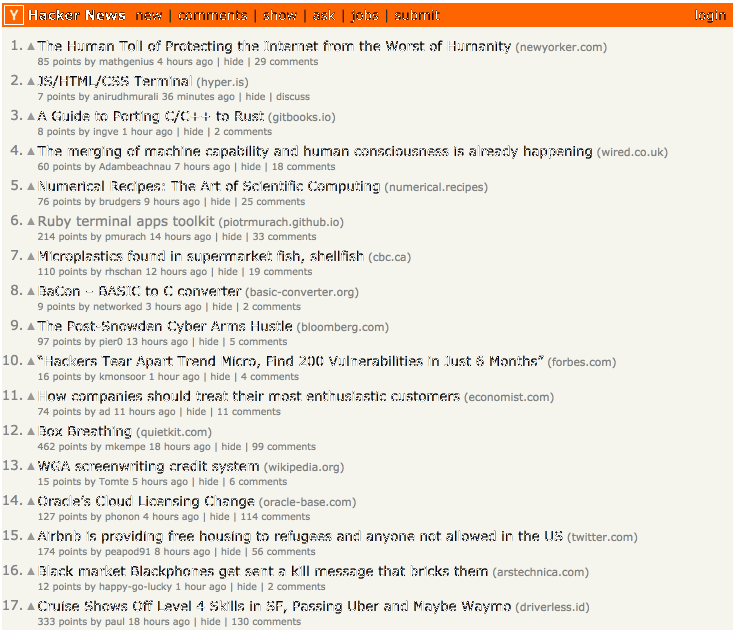 Y Hacker News new | comments | show | ask | jobs | submit login
1. The Human Toll of Protecting the Internet from the Worst of Humanity (newyorker.com)
85 points by mathgenius 4 hours ago | hide | 29 comments
2. JS/HTML/CSS Terminal (hyper.is)
7 points by anirudhmurali 36 minutes ago | hide | discuss
3. A Guide to Porting C/C++ to Rust (gitbooks.io)
8 points by ingve 1 hour ago | hide | 2 comments
4. The merging of machine capability and human consciousness is already happening (wired.co.uk)
60 points by Adambeachnau 7 hours ago | hide | 18 comments
5. Numerical Recipes: The Art of Scientific Computing (numerical.recipes)
76 points by brudgers 9 hours ago | hide | 25 comments
6. Ruby terminal apps toolkit (piotrmurach.github.io)
214 points by pmurach 14 hours ago | hide | 33 comments
7. Microplastics found in supermarket fish, shellfish (cbc.ca)
110 points by rhschan 12 hours ago | hide | 19 comments
8. BaCon – BASIC to C converter (basic-converter.org)
9 points by networked 3 hours ago | hide | 2 comments
9. The Post-Snowden Cyber Arms Hustle (bloomberg.com)
97 points by pier0 13 hours ago | hide | 5 comments
10. “Hackers Tear Apart Trend Micro, Find 200 Vulnerabilities in Just 6 Months” (forbes.com)
16 points by kmonsoor 1 hour ago | hide | 4 comments
11. How companies should treat their most enthusiastic customers (economist.com)
74 points by ad 11 hours ago | hide | 11 comments
12. Box Breathing (quietkit.com)
462 points by mkempe 18 hours ago | hide | 99 comments
13. WGA screenwriting credit system (wikipedia.org)
15 points by Tomte 5 hours ago | hide | 6 comments
14. Oracle’s Cloud Licensing Change (oracle-base.com)
127 points by phonon 4 hours ago | hide | 114 comments
15. Airbnb is providing free housing to refugees and anyone not allowed in the US (twitter.com)
174 points by peapod91 8 hours ago | hide | 56 comments
16. Black market Blackphones get sent a kill message that bricks them (arstechnica.com)
12 points by happy-go-lucky 1 hour ago | hide | 2 comments
17. Cruise Shows Off Level 4 Skills in SF, Passing Uber and Maybe Waymo (driverless.id)
333 points by paul 18 hours ago | hide | 130 comments